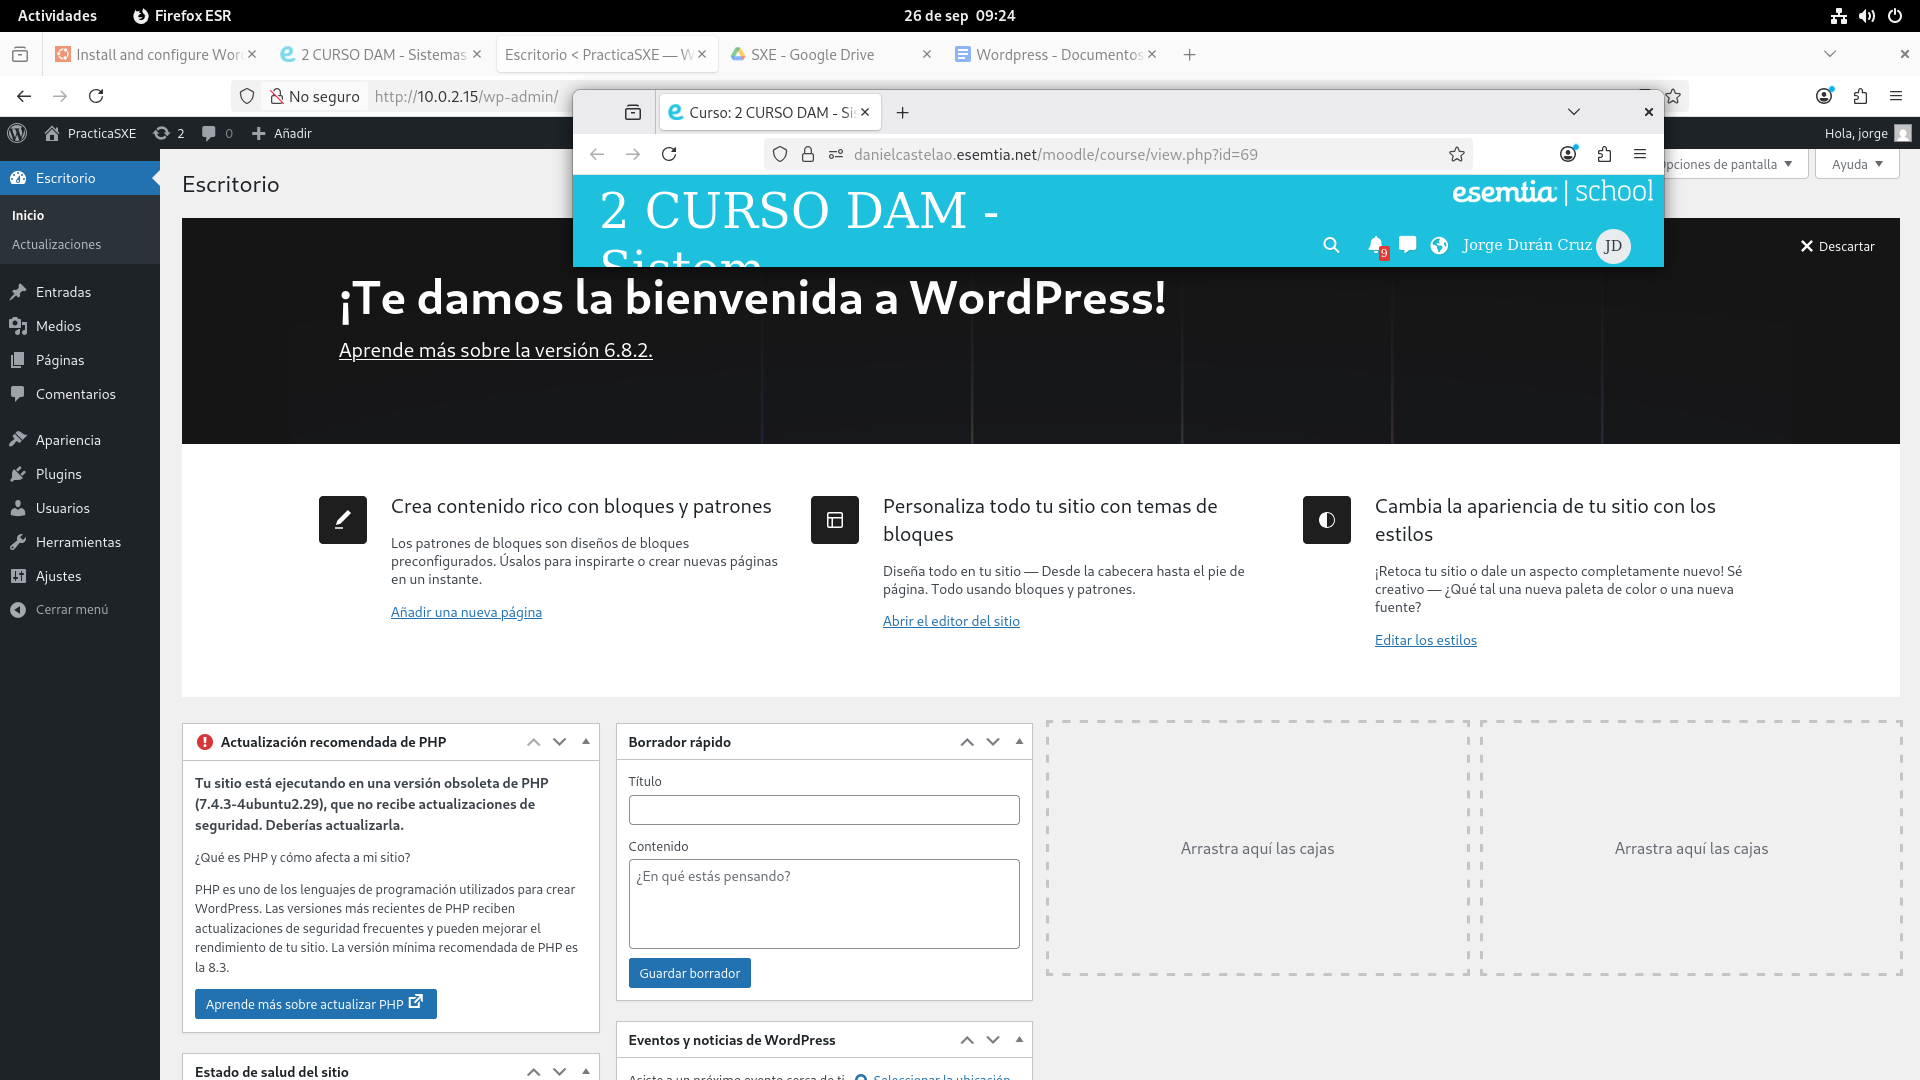 Actividades
Firefox ESR
26 de sep 09:24
Install and configure Wor
2 CURSO DAM - Sistemas
Escritorio < PracticaSXE — W
SXE - Google Drive
Wordpress - Documentos
No seguro
http://10.0.2.15/wp-admin/
Curso: 2 CURSO DAM - Si
danielcastelao.esemtia.net/moodle/course/view.php?id=69
2 CURSO DAM -
Sistem
esemtia | school
9
Jorge Durán Cruz
JD
PracticaSXE
2
0
Añadir
Hola, jorge
Escritorio
Inicio
Actualizaciones
Entradas
Medios
Páginas
Comentarios
Apariencia
Plugins
Usuarios
Herramientas
Ajustes
Cerrar menú
Escritorio
pciones de pantalla
Ayuda
Descartar
¡Te damos la bienvenida a WordPress!
Aprende más sobre la versión 6.8.2.
Crea contenido rico con bloques y patrones
Los patrones de bloques son diseños de bloques
preconfigurados. Úsalos para inspirarte o crear nuevas páginas
en un instante.
Añadir una nueva página
Personaliza todo tu sitio con temas de
bloques
Diseña todo en tu sitio — Desde la cabecera hasta el pie de
página. Todo usando bloques y patrones.
Abrir el editor del sitio
Cambia la apariencia de tu sitio con los
estilos
¡Retoca tu sitio o dale un aspecto completamente nuevo! Sé
creativo — ¿Qué tal una nueva paleta de color o una nueva
fuente?
Editar los estilos
Actualización recomendada de PHP
Tu sitio está ejecutando en una versión obsoleta de PHP
(7.4.3-4ubuntu2.29), que no recibe actualizaciones de
seguridad. Deberías actualizarla.
¿Qué es PHP y cómo afecta a mi sitio?
PHP es uno de los lenguajes de programación utilizados para crear
WordPress. Las versiones más recientes de PHP reciben
actualizaciones de seguridad frecuentes y pueden mejorar el
rendimiento de tu sitio. La versión mínima recomendada de PHP es
la 8.3.
Aprende más sobre actualizar PHP
Estado de salud del sitio
Borrador rápido
Título
Contenido
¿En qué estás pensando?
Guardar borrador
Eventos y noticias de WordPress
Asiste a un próximo evento cerca de ti.
Seleccionar la ubicación
Arrastra aquí las cajas
Arrastra aquí las cajas